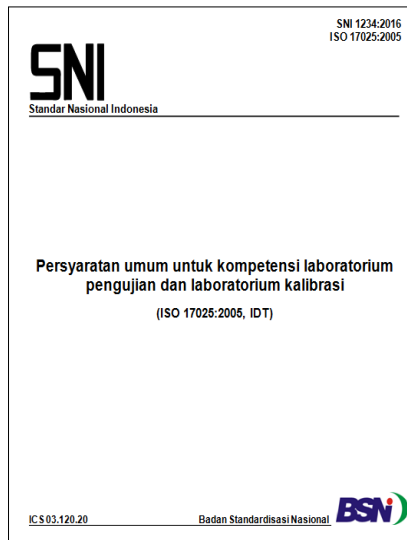 SNI 1234:2016
ISO 17025:2005
SNI
Standar Nasional Indonesia
Persyaratan umum untuk kompetensi laboratorium
pengujian dan laboratorium kalibrasi
(ISO 17025:2005, IDT)
ICS 03.120.20
Badan Standardisasi Nasional
BSN